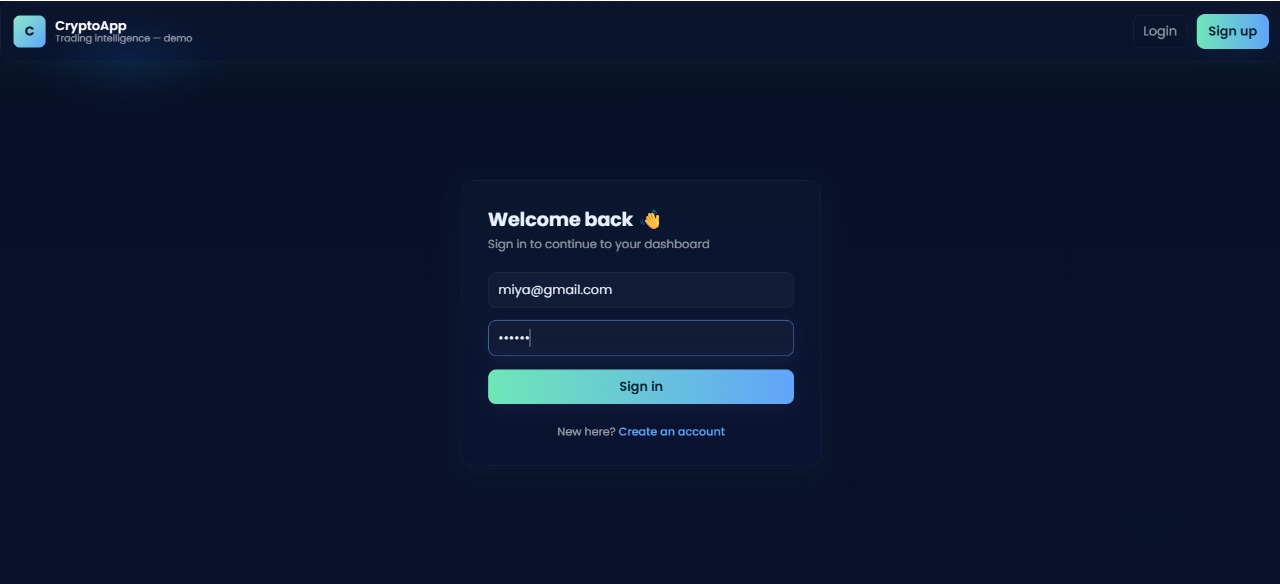 C
CryptoApp
Trading intelligence — demo
Login
Sign up
Welcome back 👋
Sign in to continue to your dashboard
miya@gmail.com
••••••
Sign in
New here? Create an account